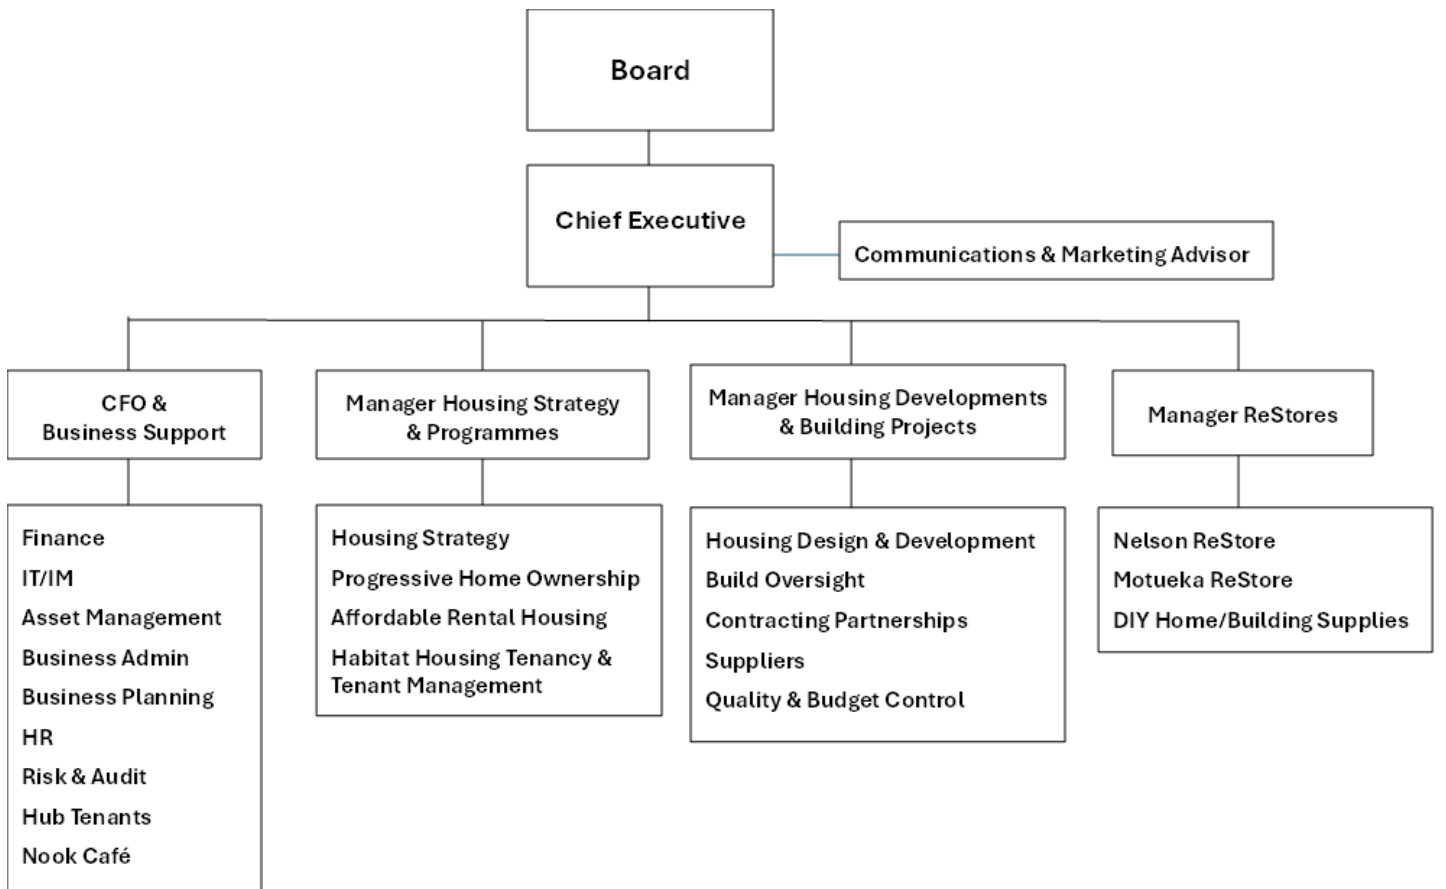 Board
Chief Executive
Communications & Marketing Advisor
CFO &
Business Support
Manager Housing Strategy
& Programmes
Manager Housing Developments
& Building Projects
Manager ReStores
Finance
IT/IM
Asset Management
Business Admin
Business Planning
HR
Risk & Audit
Hub Tenants
Nook Café
Housing Strategy
Progressive Home Ownership
Affordable Rental Housing
Habitat Housing Tenancy &
Tenant Management
Housing Design & Development
Build Oversight
Contracting Partnerships
Suppliers
Quality & Budget Control
Nelson ReStore
Motueka ReStore
DIY Home/Building Supplies